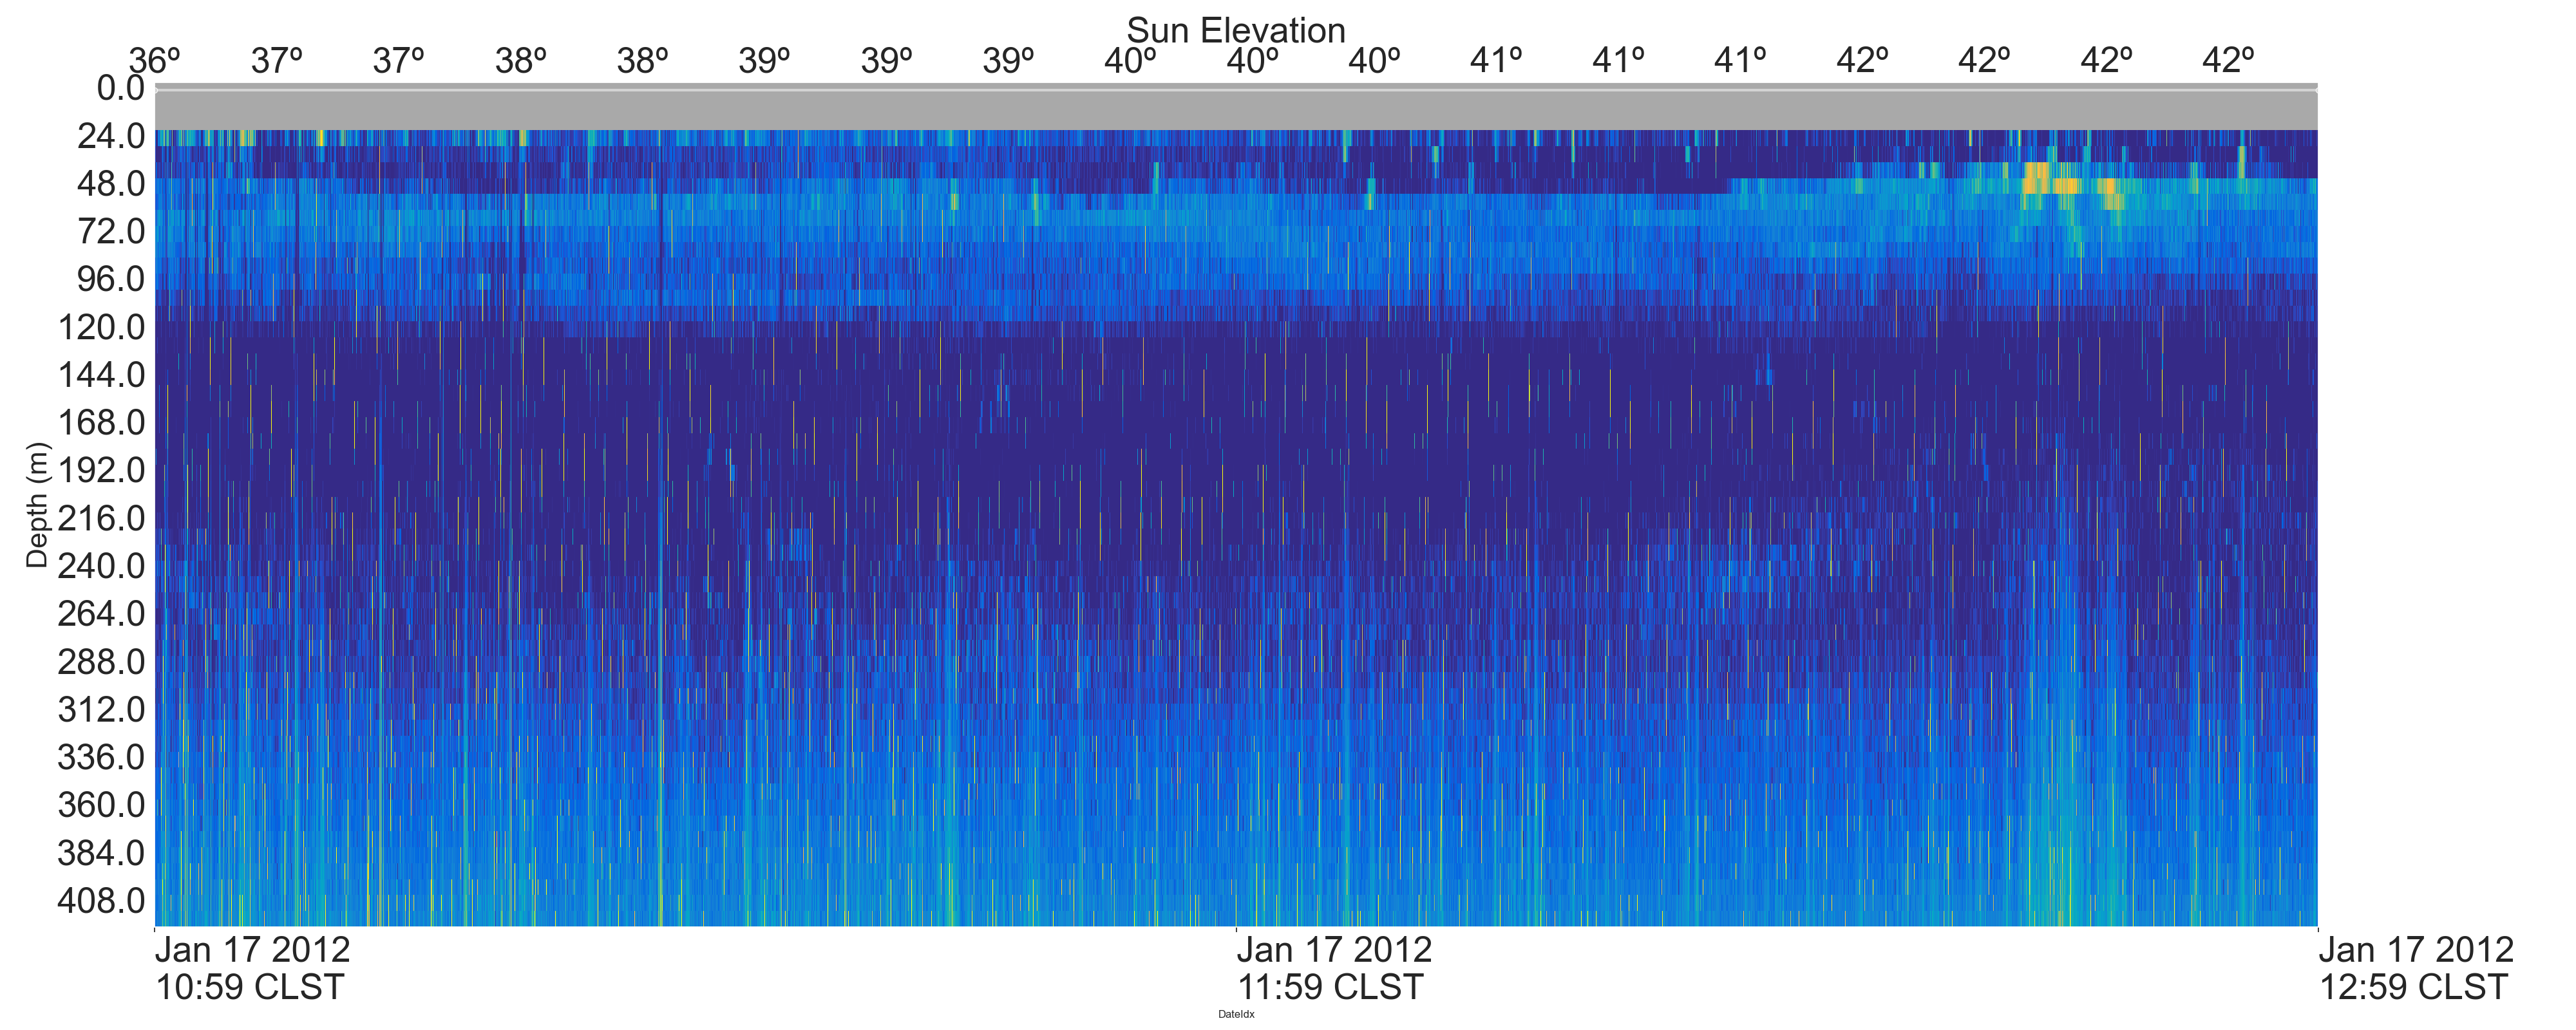 Sun Elevation
36º 37º 37º 38º 38º 39º 39º 39º 40º 40º 40º 41º 41º 41º 42º 42º 42º 42º
0.0
24.0
48.0
72.0
96.0
120.0
144.0
168.0
192.0
216.0
240.0
264.0
288.0
312.0
336.0
360.0
384.0
408.0
Depth (m)
Jan 17 2012
10:59 CLST
Jan 17 2012
11:59 CLST
Jan 17 2012
12:59 CLST
DateIdx